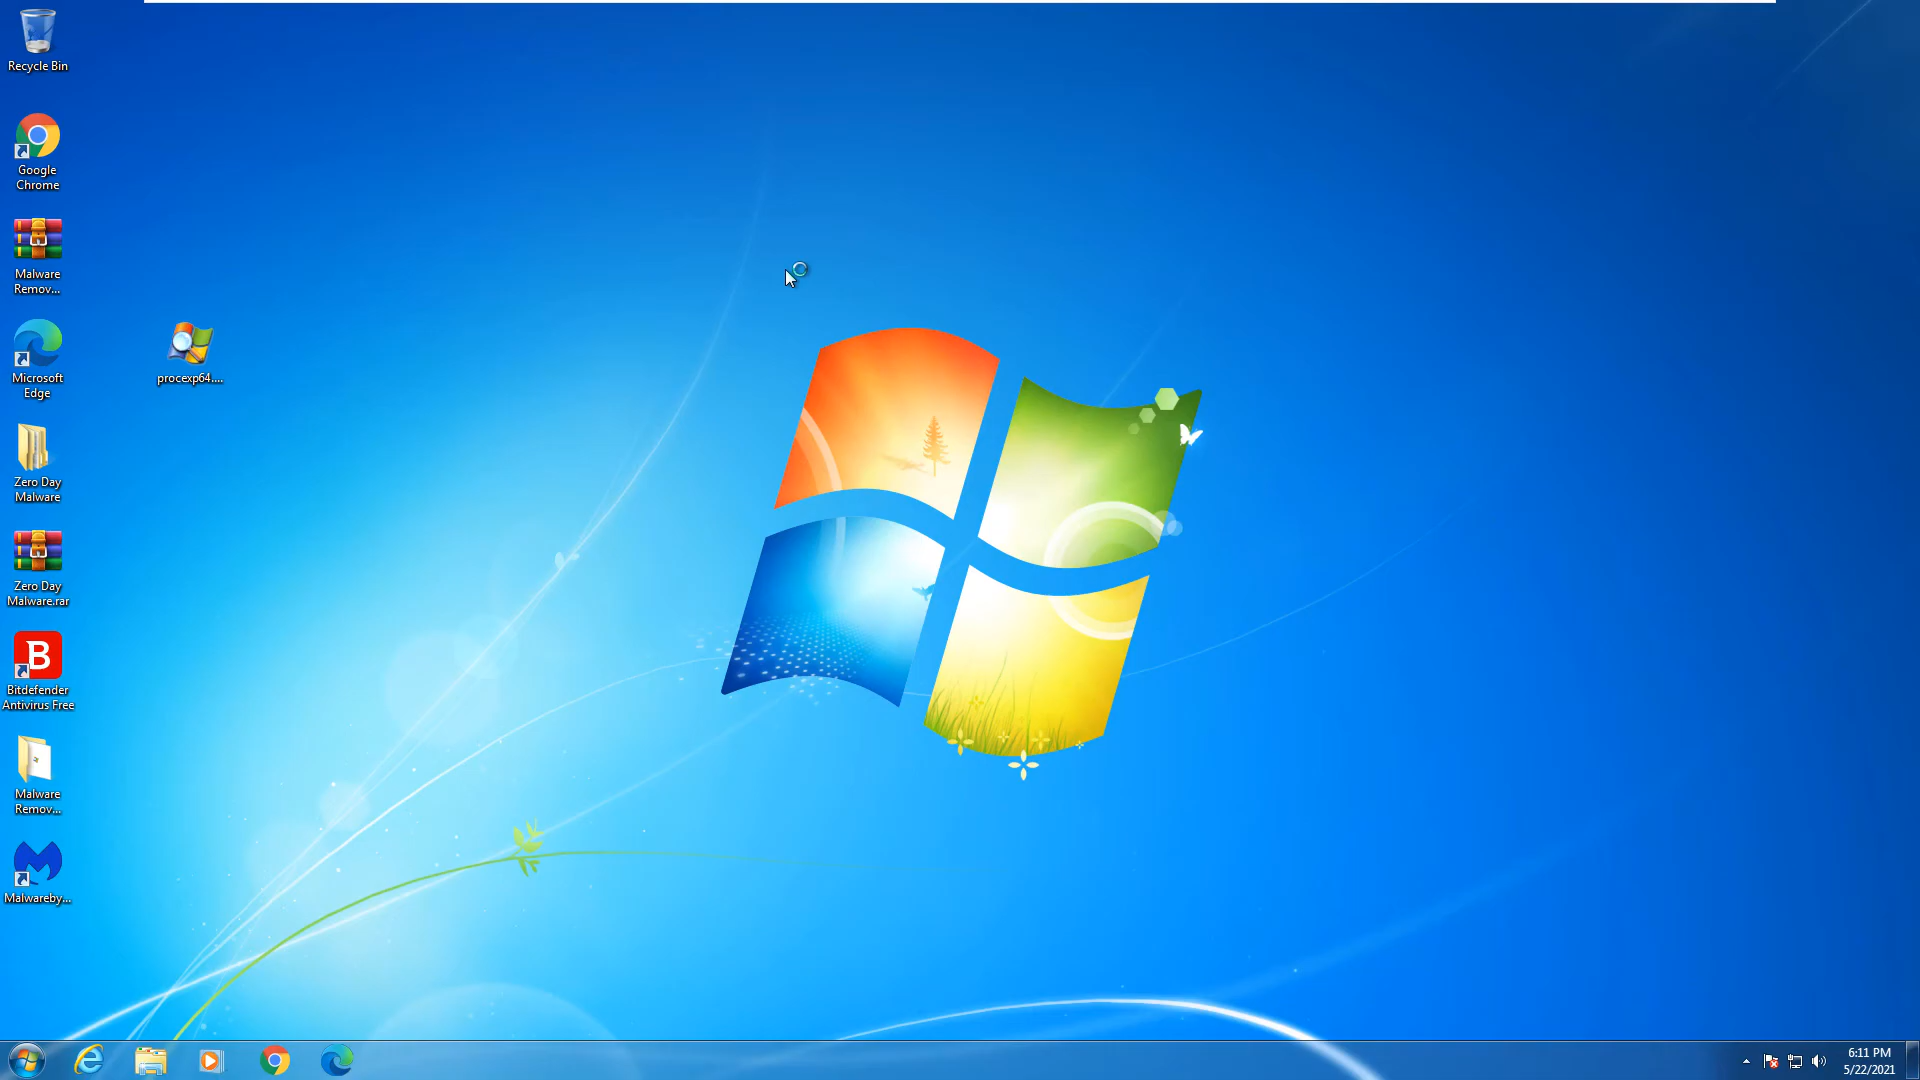 Recycle Bin
Google
Chrome
Malware
Remov...
Microsoft
Edge
procexp64....
Zero Day
Malware
Zero Day
Malware.rar
B
Bitdefender
Antivirus Free
Malware
Remov...
Malwareby...
6:11 PM
5/22/2021